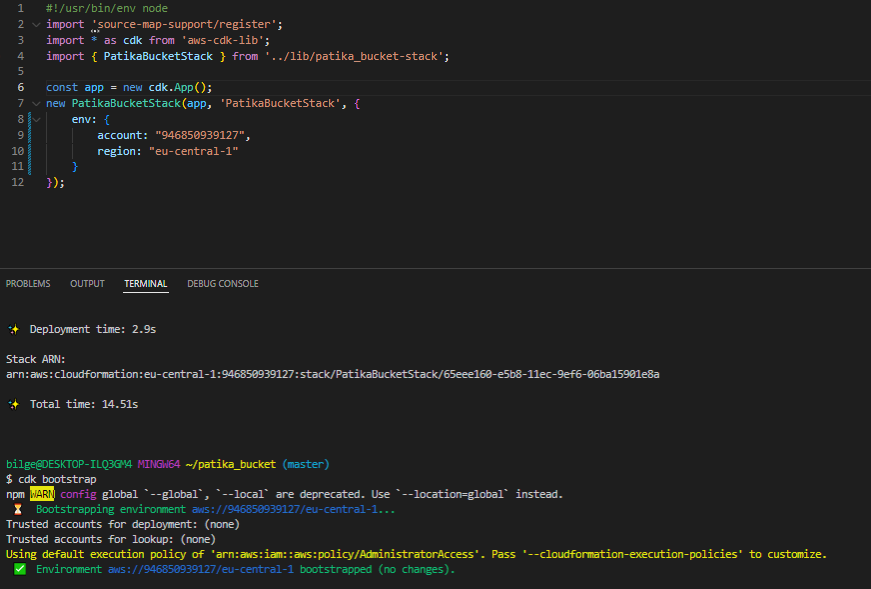 1 #!/usr/bin/env node
2 import 'source-map-support/register';
3 import * as cdk from 'aws-cdk-lib';
4 import { PatikaBucketStack } from '../lib/patika_bucket-stack';
5
6 const app = new cdk.App();
7 new PatikaBucketStack(app, 'PatikaBucketStack', {
8 env: {
9 account: "946850939127",
10 region: "eu-central-1"
11 }
12 });
PROBLEMS OUTPUT TERMINAL DEBUG CONSOLE
✨ Deployment time: 2.9s
Stack ARN:
arn:aws:cloudformation:eu-central-1:946850939127:stack/PatikaBucketStack/65eee160-e5b8-11ec-9ef6-06ba15901e8a
✨ Total time: 14.51s
bilge@DESKTOP-ILQ3GM4 MINGW64 ~/patika_bucket (master)
$ cdk bootstrap
npm WARN config global `--global`, `--local` are deprecated. Use `--location=global` instead.
⏳ Bootstrapping environment aws://946850939127/eu-central-1...
Trusted accounts for deployment: (none)
Trusted accounts for lookup: (none)
Using default execution policy of 'arn:aws:iam::aws:policy/AdministratorAccess'. Pass '--cloudformation-execution-policies' to customize.
✅ Environment aws://946850939127/eu-central-1 bootstrapped (no changes).